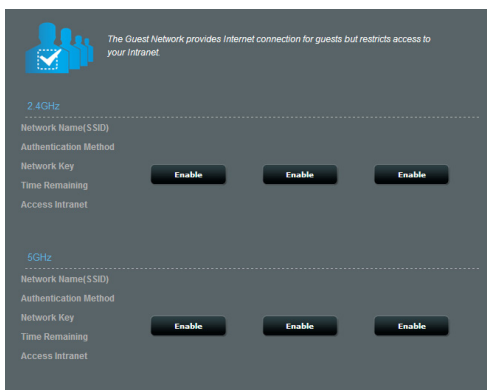 The Guest Network provides Internet connection for guests but restricts access to
your Intranet.
2.4GHz
Network Name(SSID)
Authentication Method
Network Key
Enable Enable Enable
Time Remaining
Access Intranet
5GHz
Network Name(SSID)
Authentication Method
Network Key
Enable Enable Enable
Time Remaining
Access Intranet